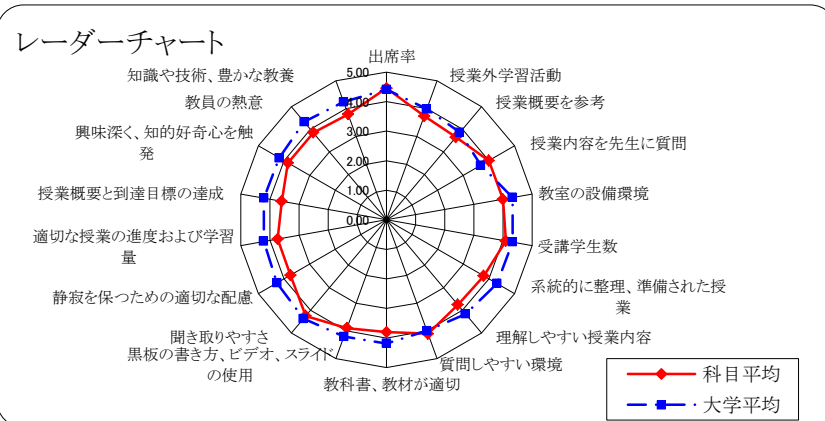 レーダーチャート
出席率
授業外学習活動
授業概要を参考
授業内容を先生に質問
教室の設備環境
受講学生数
系統的に整理、準備された授
業
理解しやすい授業内容
質問しやすい環境
教科書、教材が適切
黒板の書き方、ビデオ、スライド
の使用
聞き取りやすさ
静寂を保つための適切な配慮
適切な授業の進度および学習
量
授業概要と到達目標の達成
興味深く、知的好奇心を触
発
教員の熱意
知識や技術、豊かな教養
5.00
4.00
3.00
2.00
1.00
0.00
科目平均
大学平均